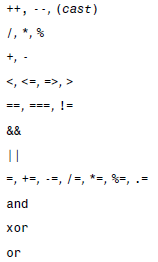 ++, --, (cast)
/, *, %
+, -
<, <=, =>, >
==, ===, !=
&&
||
=, +=, -=, /=, *=, %=, .=
and
xor
or